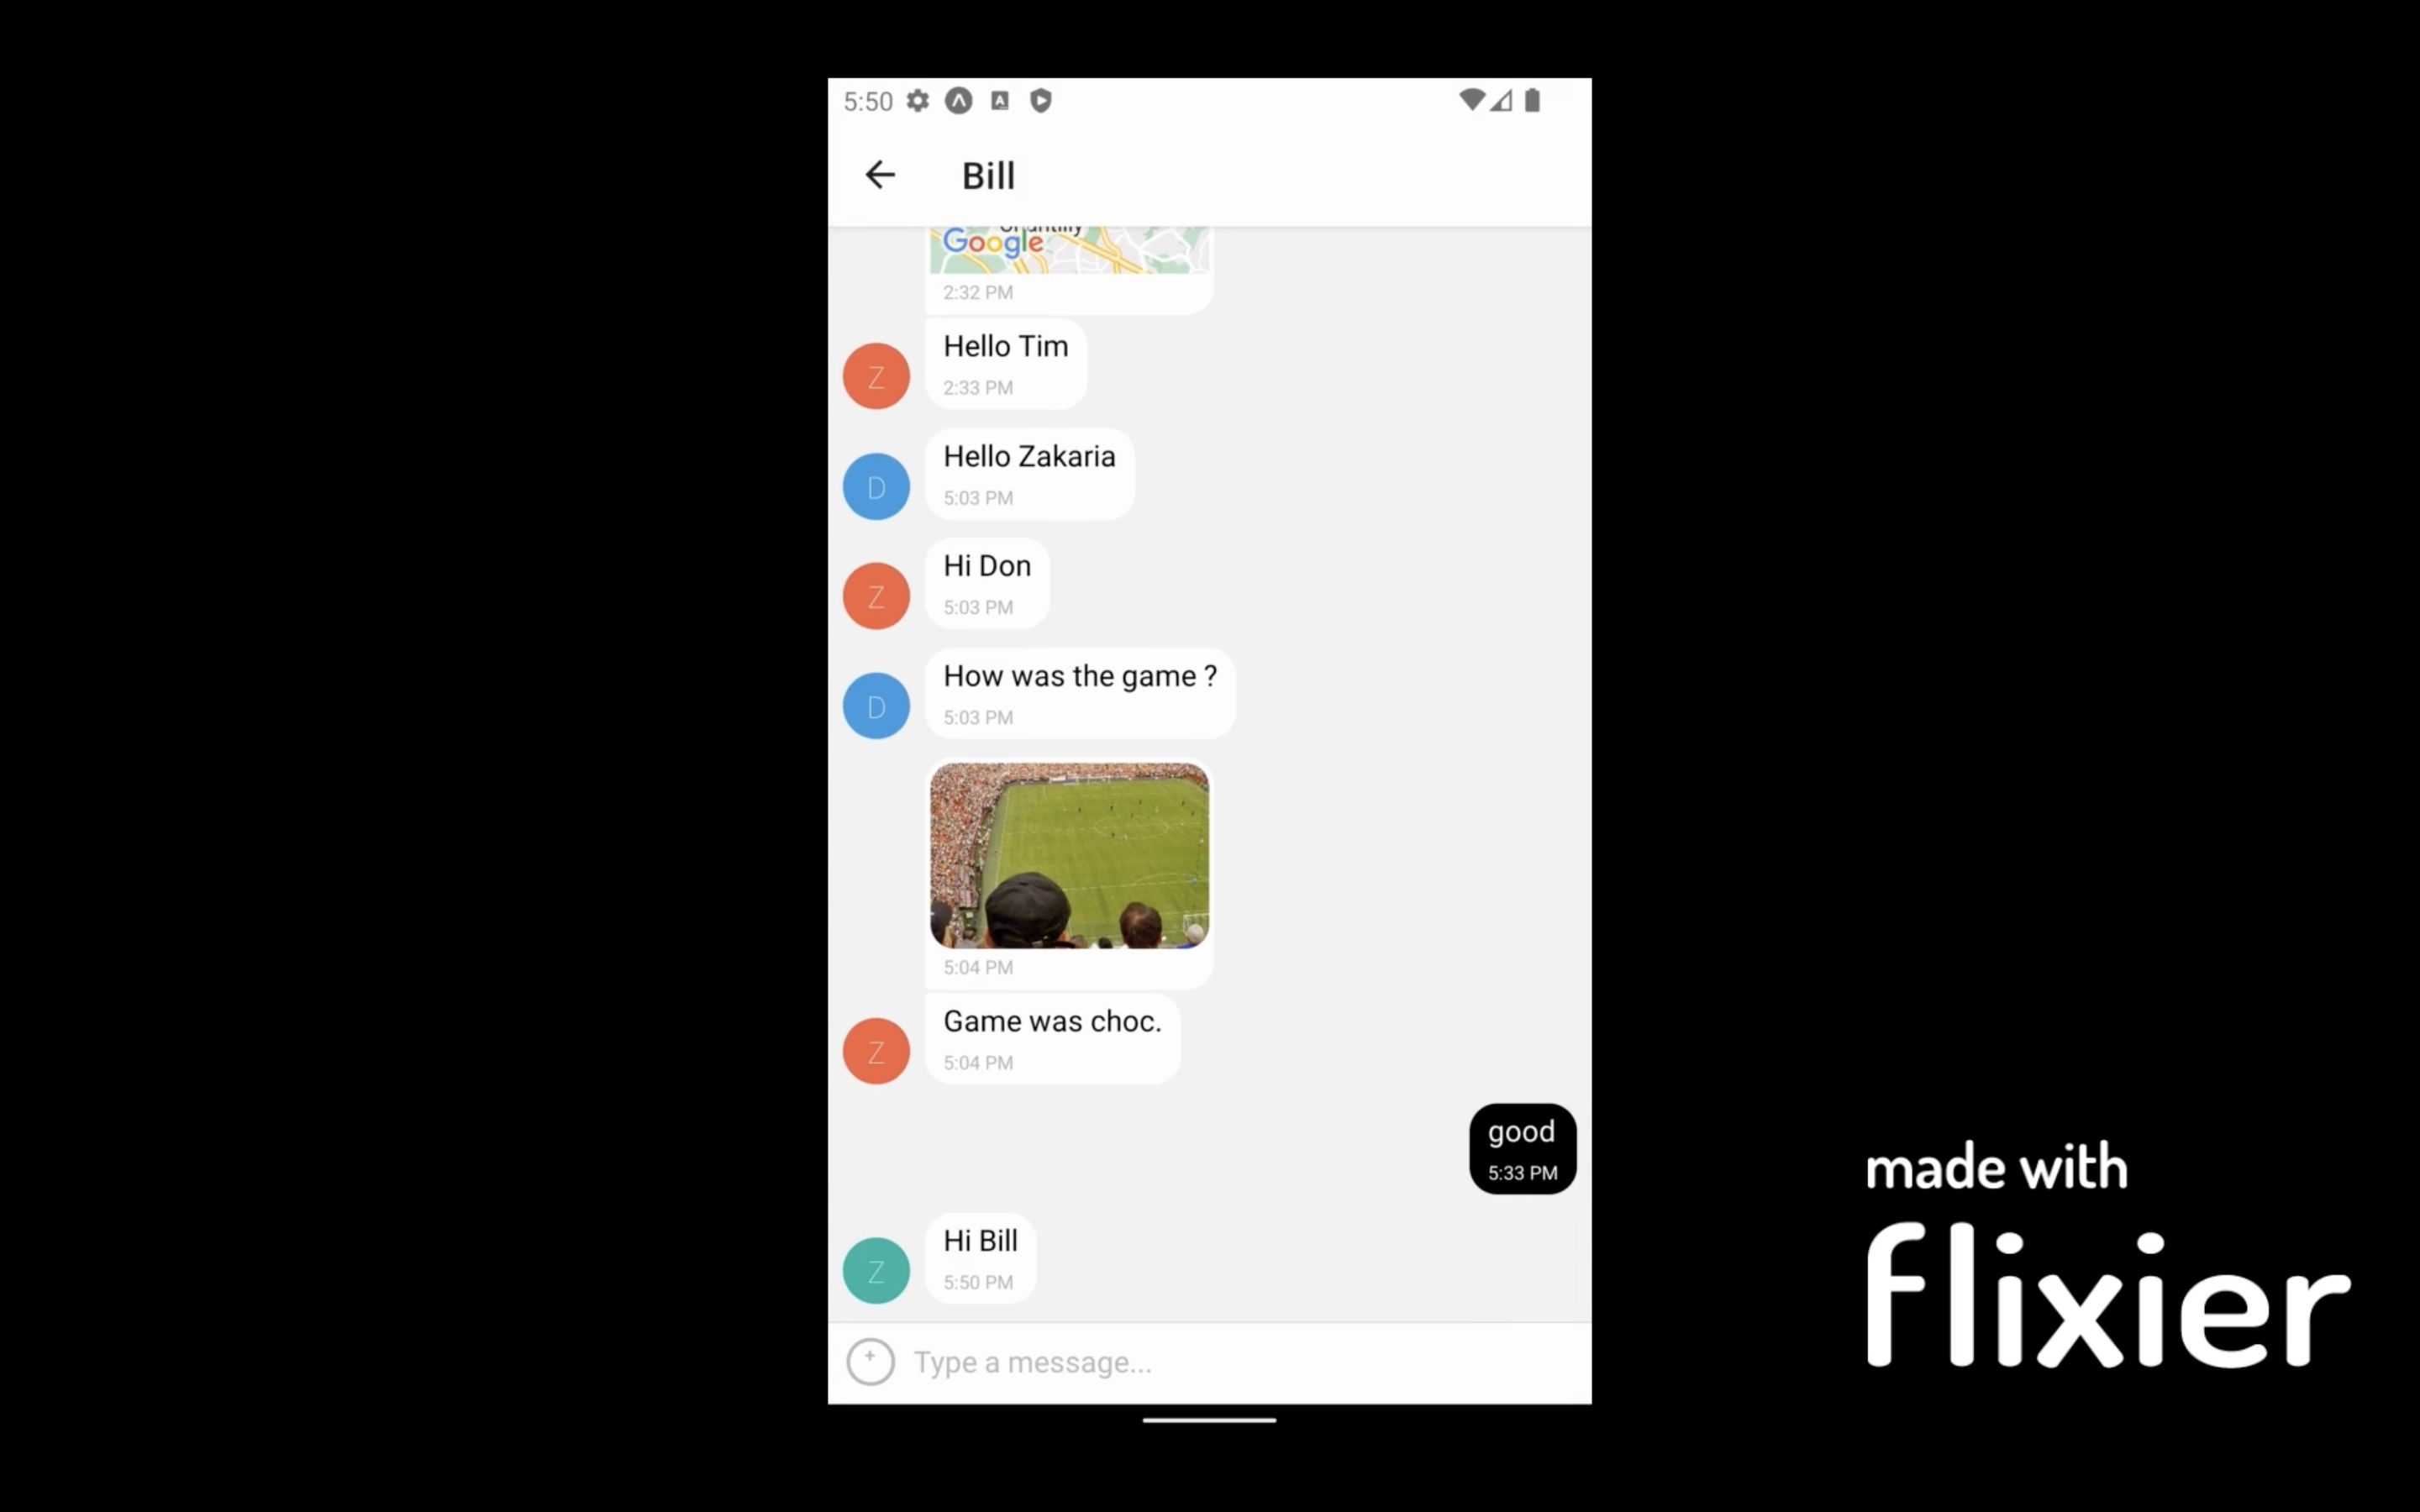 5:50
Bill
Chantilly
Google
2:32 PM
Z
Hello Tim
2:33 PM
D
Hello Zakaria
5:03 PM
Z
Hi Don
5:03 PM
D
How was the game ?
5:03 PM
5:04 PM
Z
Game was choc.
5:04 PM
good
5:33 PM
Z
Hi Bill
5:50 PM
Type a message...
made with
flixier